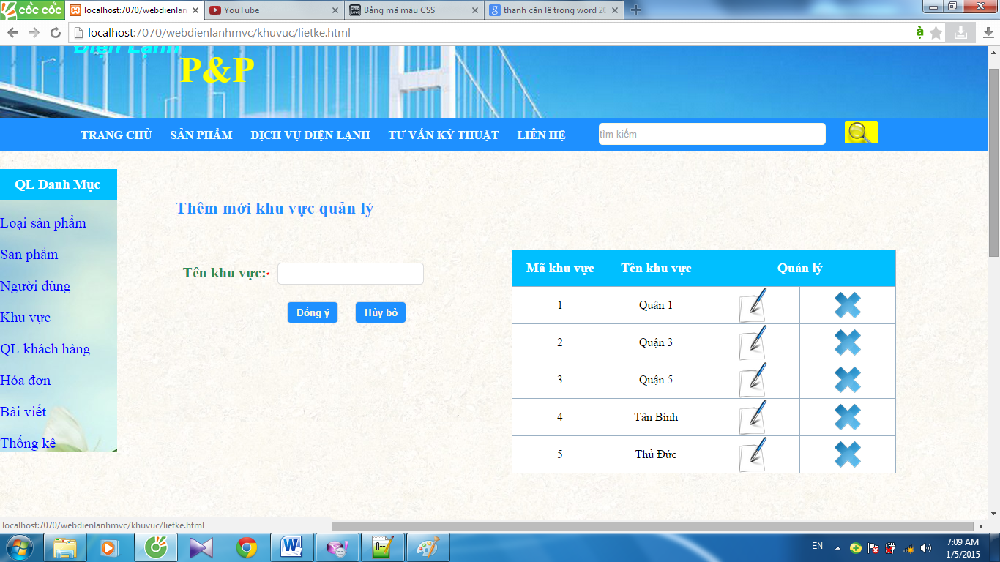 cốc cốc
localhost:7070/webdienlan
YouTube
Bảng mã màu CSS
thanh căn lề trong word 20
localhost:7070/webdienlanhmvc/khuvuc/lietke.html
Điện Lạnh
P&P
TRANG CHỦ SẢN PHẨM DỊCH VỤ ĐIỆN LẠNH TƯ VẤN KỸ THUẬT LIÊN HỆ tìm kiếm
QL Danh Mục
Loại sản phẩm
Sản phẩm
Người dùng
Khu vực
QL khách hàng
Hóa đơn
Bài viết
Thống kê
Thêm mới khu vực quản lý
Tên khu vực:*
Đồng ý Hủy bỏ
Mã khu vực Tên khu vực Quản lý
1 Quận 1
2 Quận 3
3 Quận 5
4 Tân Bình
5 Thủ Đức
localhost:7070/webdienlanhmvc/khuvuc/lietke.html
EN
7:09 AM
1/5/2015